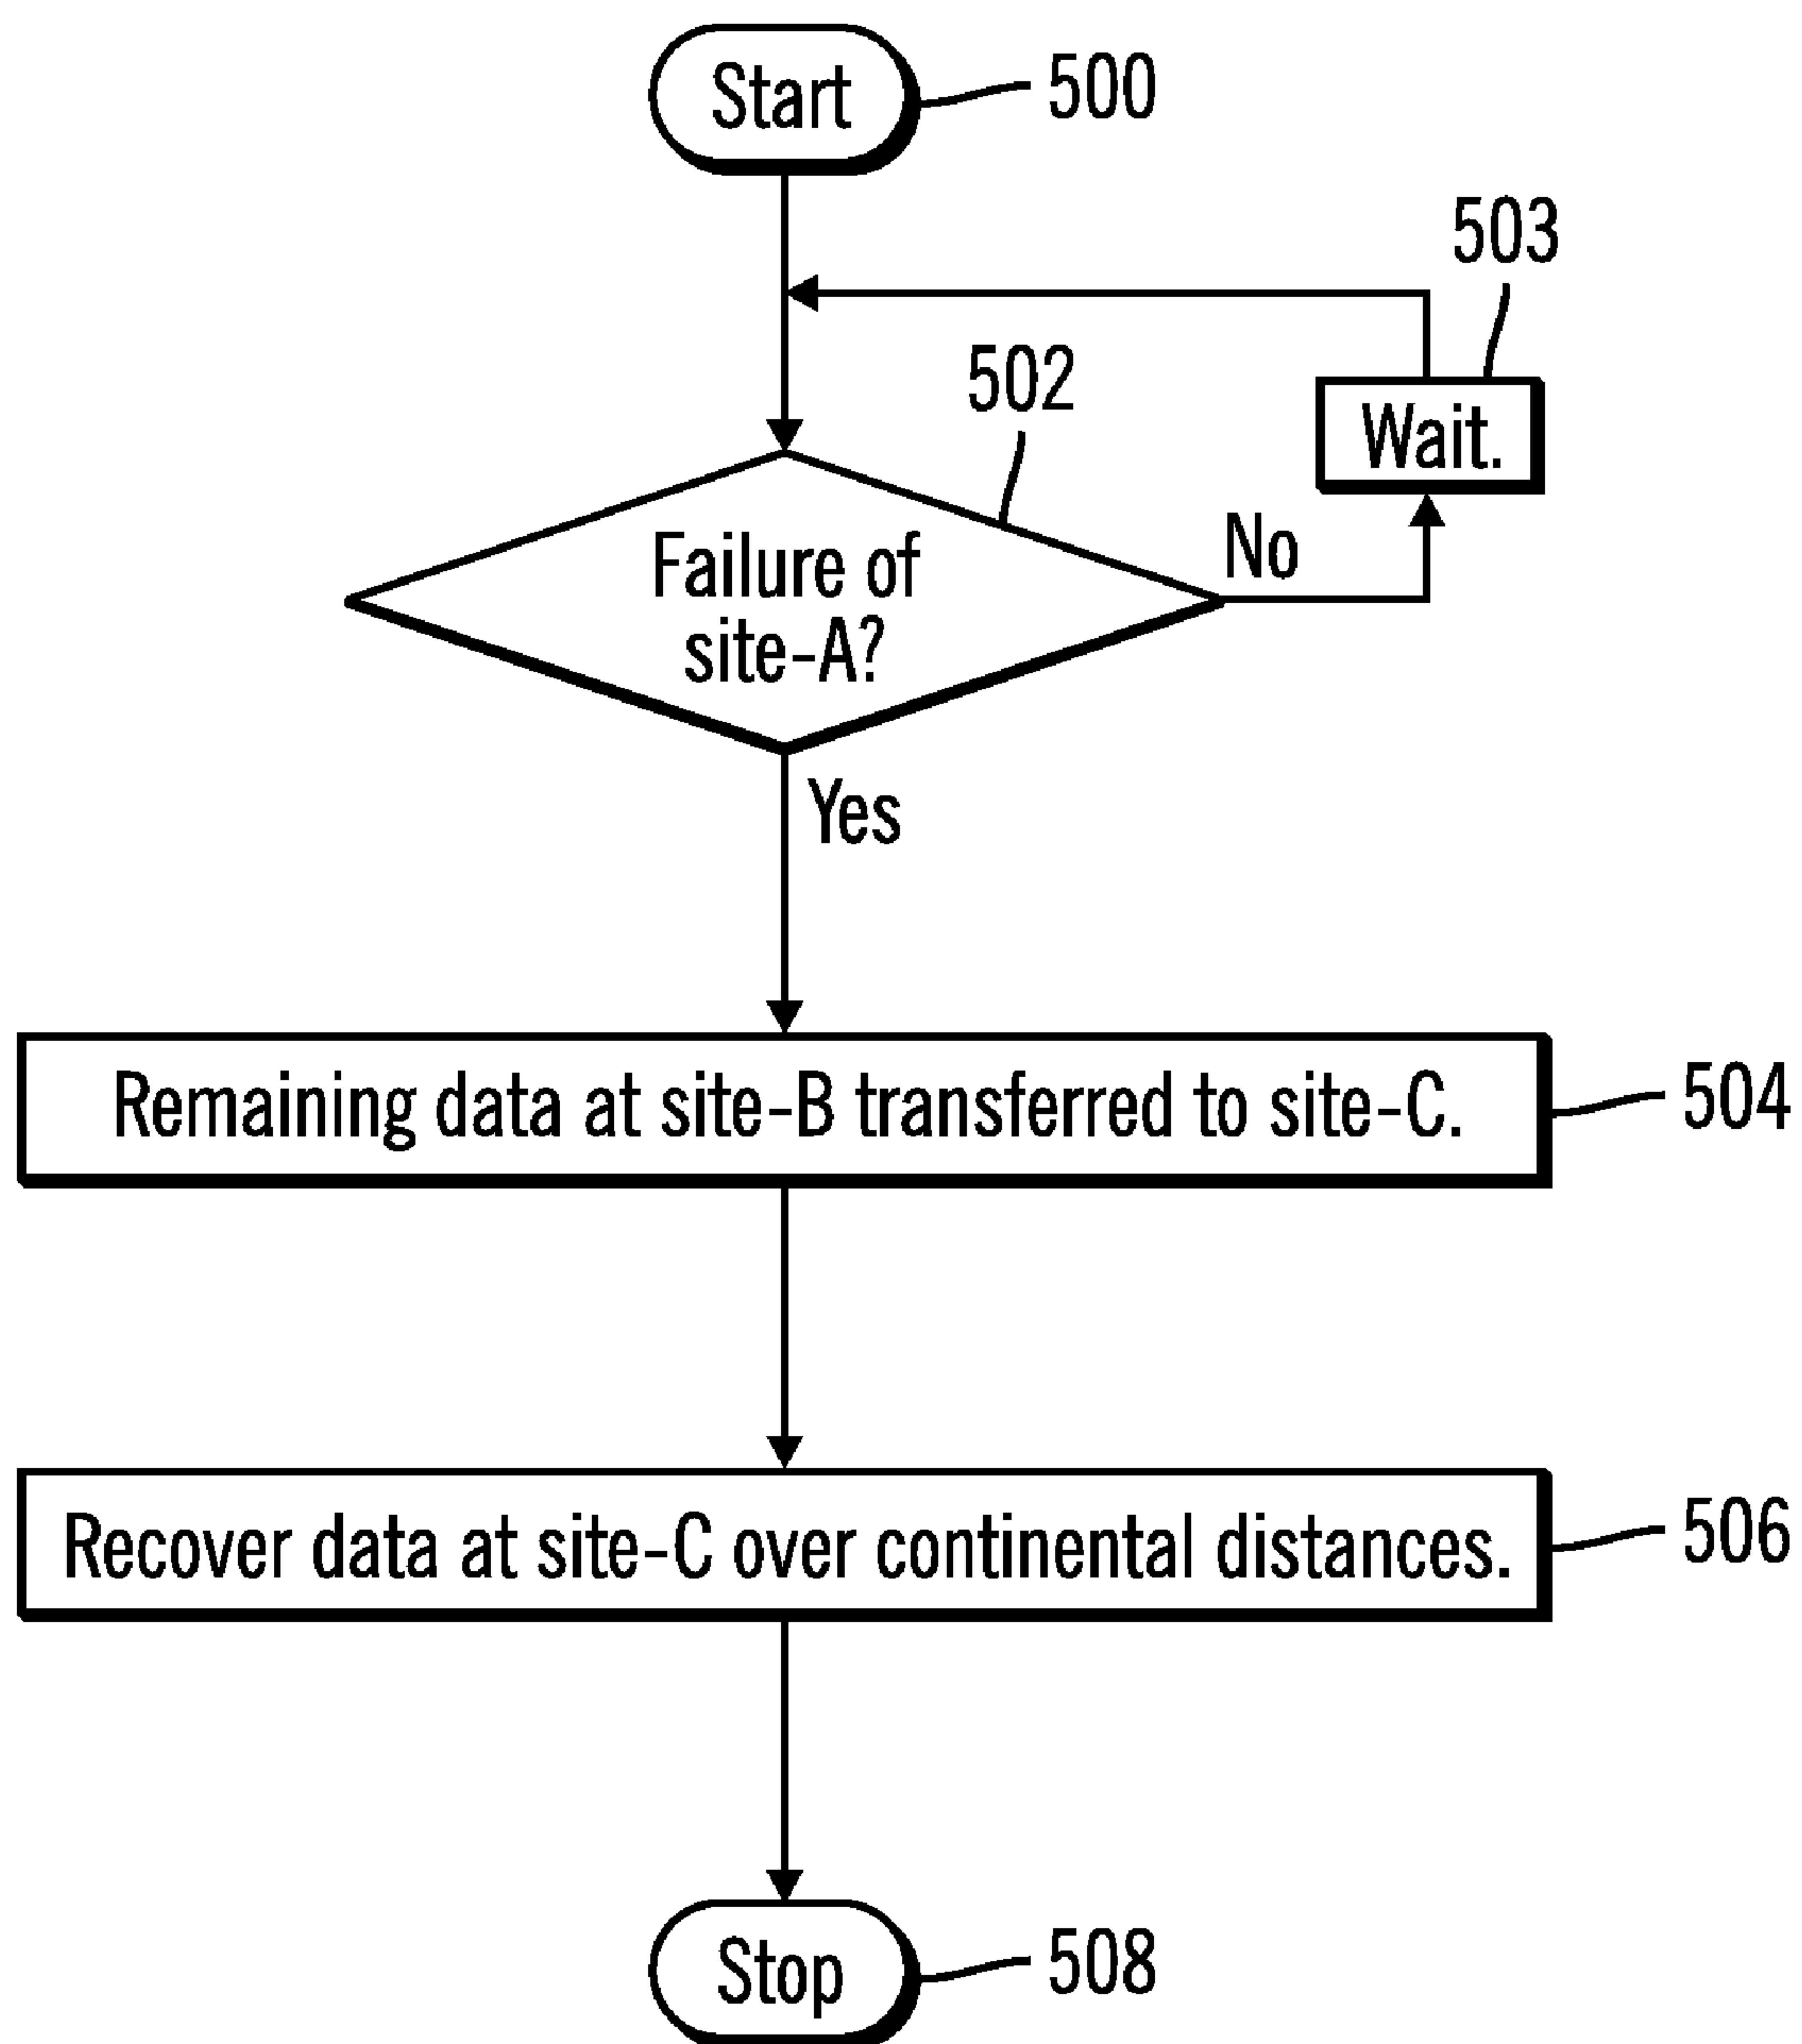 Start
500
503
502
Wait.
Failure of
site-A?
No
Yes
Remaining data at site-B transferred to site-C.
504
Recover data at site-C over continental distances.
506
Stop
508